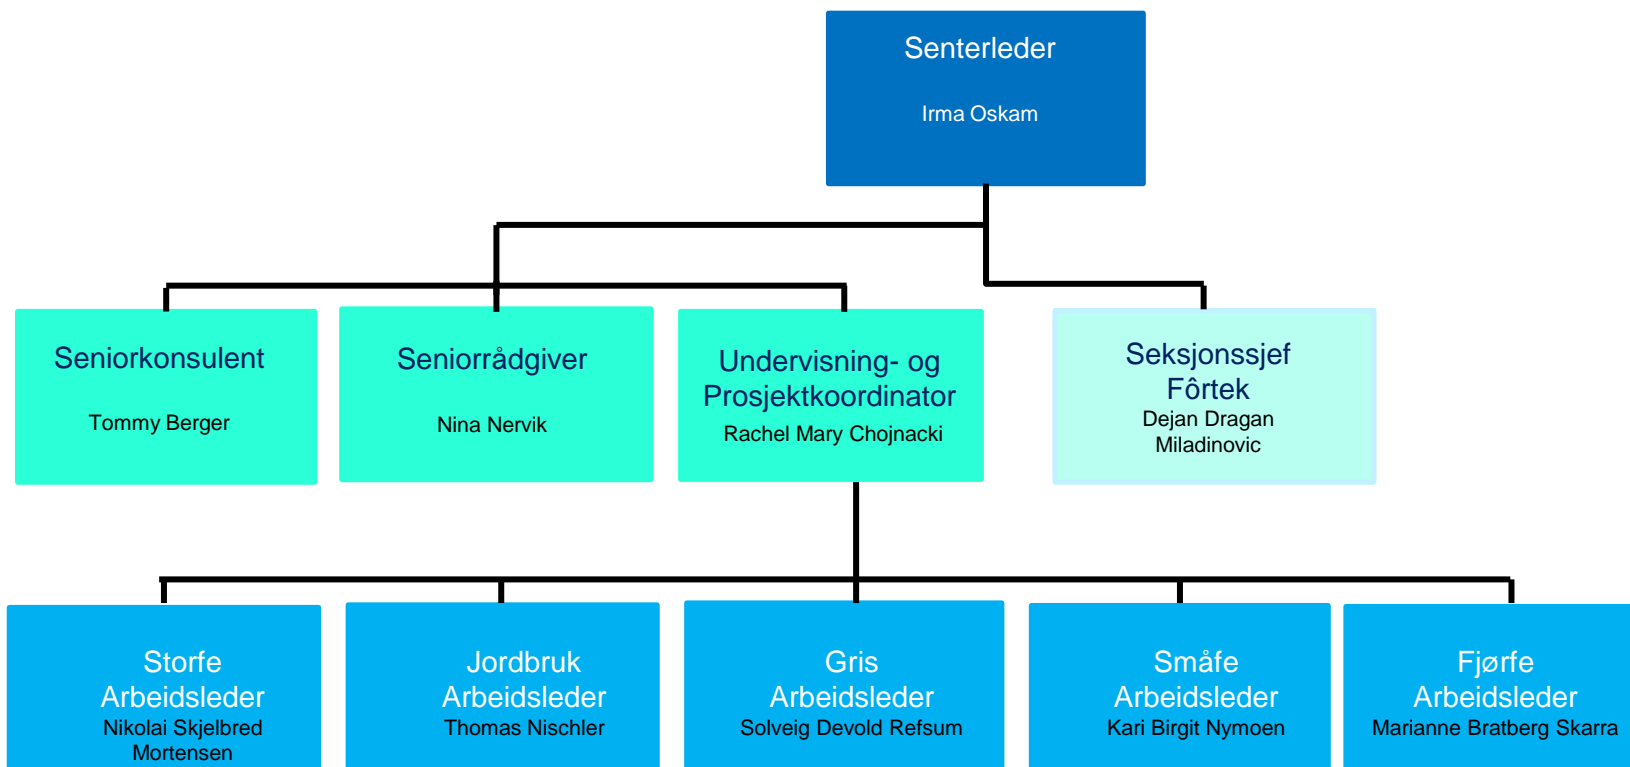 Senterleder
Irma Oskam
Seniorkonsulent
Tommy Berger
Seniorrådgiver
Nina Nervik
Undervisning- og
Prosjektkoordinator
Rachel Mary Chojnacki
Seksjonssjef
Fôrtek
Dejan Dragan
Miladinovic
Storfe
Arbeidsleder
Nikolai Skjelbred
Mortensen
Jordbruk
Arbeidsleder
Thomas Nischler
Gris
Arbeidsleder
Solveig Devold Refsum
Småfe
Arbeidsleder
Kari Birgit Nymoen
Fjørfe
Arbeidsleder
Marianne Bratberg Skarra